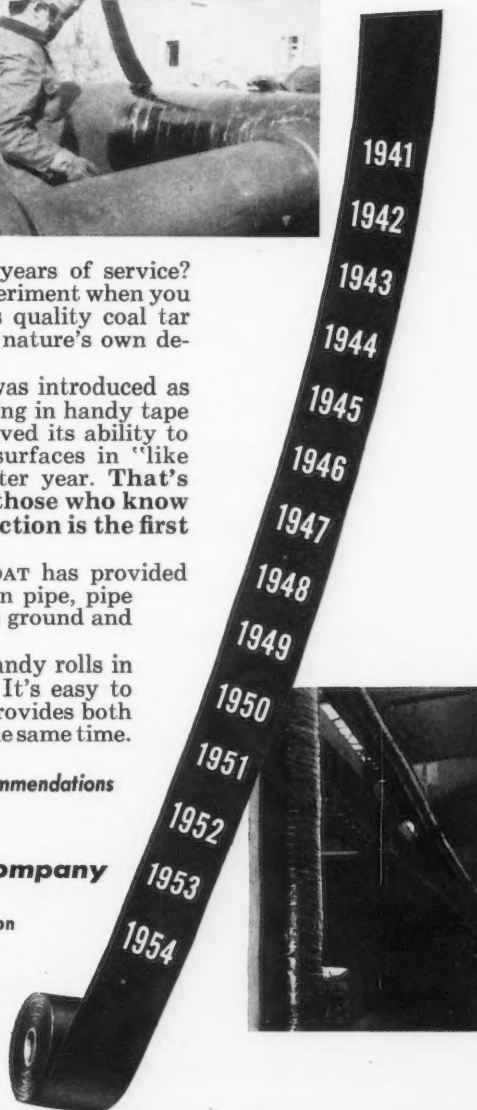 years of service?
eriment when you
s quality coal tar
nature's own de-
was introduced as
ing in handy tape
ved its ability to
surfaces in "like
ter year. That's
those who know
ction is the first
OAT has provided
n pipe, pipe
ground and
andy rolls in
It's easy to
rovides both
e same time.
mmendations
ompany
on
1941
1942
1943
1944
1945
1946
1947
1948
1949
1950
1951
1952
1953
1954